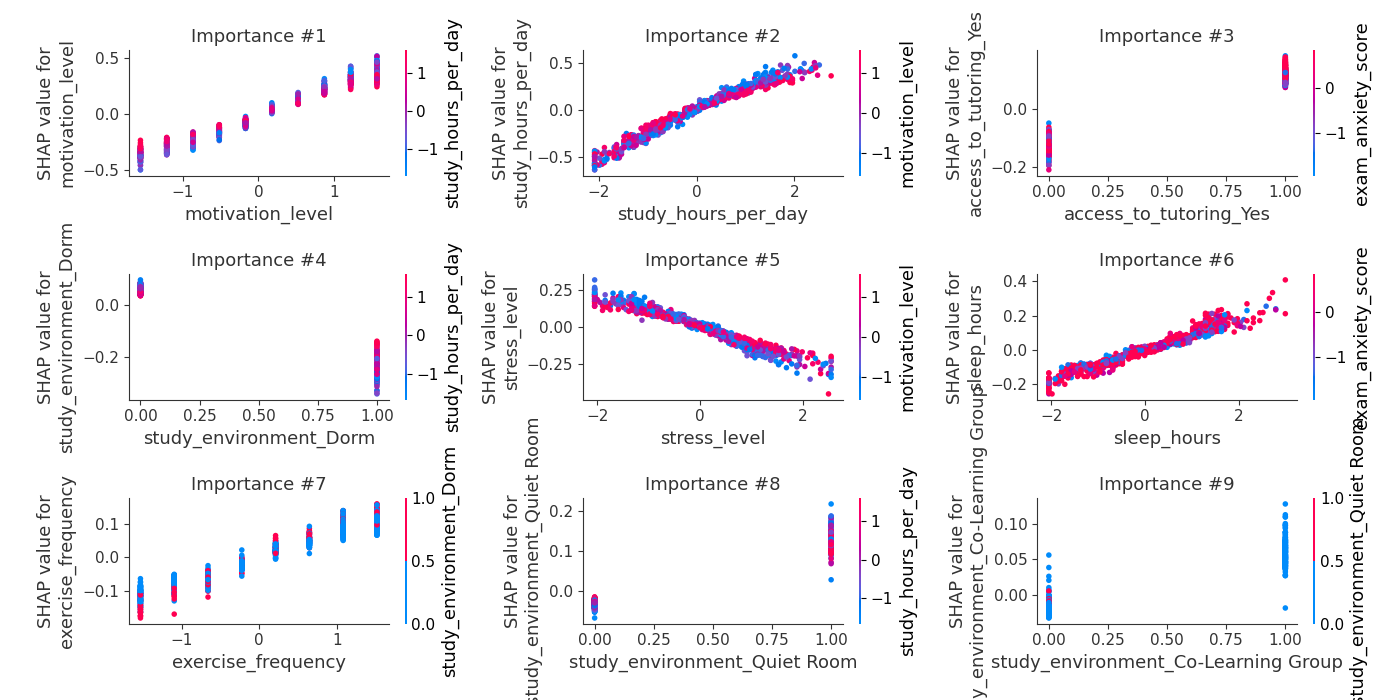 Importance #1
SHAP value for
motivation_level
0.5
0.0
−0.5
−1
0
1
motivation_level
1
0
−1
study_hours_per_day
Importance #2
SHAP value for
study_hours_per_day
0.5
0.0
−0.5
−2
0
2
study_hours_per_day
1
0
−1
motivation_level
Importance #3
SHAP value for
access_to_tutoring_Yes
0.0
−0.2
0.00 0.25 0.50 0.75 1.00
access_to_tutoring_Yes
0
−1
exam_anxiety_score
Importance #4
SHAP value for
study_environment_Dorm
0.0
−0.2
0.00 0.25 0.50 0.75 1.00
study_environment_Dorm
1
0
−1
study_hours_per_day
Importance #5
SHAP value for
stress_level
0.25
0.00
−0.25
−2
0
2
stress_level
1
0
−1
motivation_level
Importance #6
SHAP value for
sleep_hours
0.4
0.2
0.0
−0.2
−2
0
2
sleep_hours
0
−1
exam_anxiety_score
Importance #7
SHAP value for
exercise_frequency
0.1
0.0
−0.1
−1
0
1
exercise_frequency
1.0
0.5
0.0
study_environment_Dorm
Importance #8
SHAP value for
study_environment_Quiet Room
0.2
0.1
0.0
0.00 0.25 0.50 0.75 1.00
study_environment_Quiet Room
1
0
−1
study_hours_per_day
Importance #9
SHAP value for
y_environment_Co-Learning Group
0.10
0.05
0.00
0.00 0.25 0.50 0.75 1.00
study_environment_Co-Learning Group
1.0
0.5
0.0
study_environment_Quiet Room